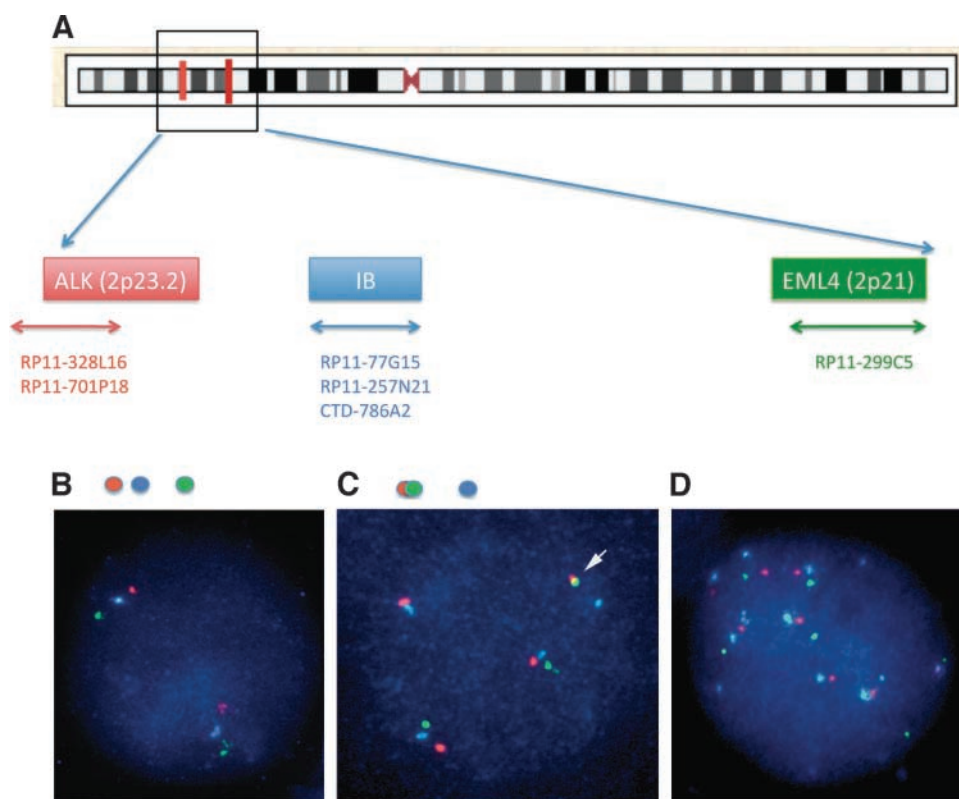 A
ALK (2p23.2)
IB
EML4 (2p21)
RP11-328L16
RP11-701P18
RP11-77G15
RP11-257N21
CTD-786A2
RP11-299C5
B
C
D